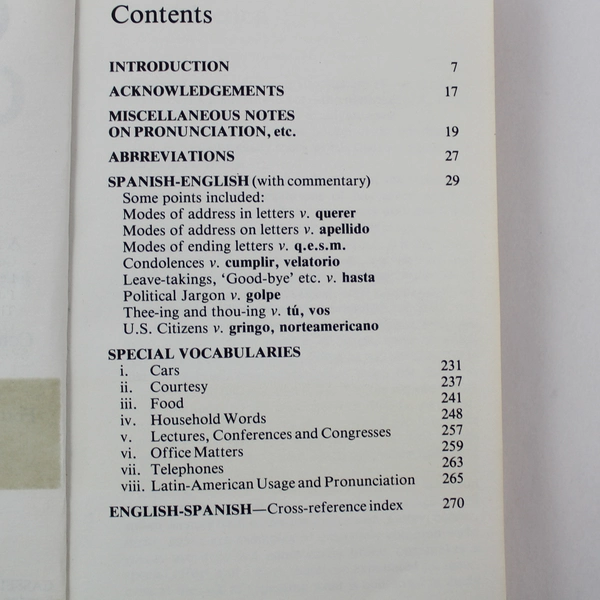 Contents
INTRODUCTION 7
ACKNOWLEDGEMENTS 17
MISCELLANEOUS NOTES
ON PRONUNCIATION, etc. 19
ABBREVIATIONS 27
SPANISH-ENGLISH (with commentary) 29
Some points included:
Modes of address in letters v. querer
Modes of address on letters v. apellido
Modes of ending letters v. q.e.s.m.
Condolences v. cumplir, velatorio
Leave-takings, ‘Good-bye’ etc. v. hasta
Political Jargon v. golpe
Thee-ing and thou-ing v. tú, vos
U.S. Citizens v. gringo, norteamericano
SPECIAL VOCABULARIES
i. Cars 231
ii. Courtesy 237
iii. Food 241
iv. Household Words 248
v. Lectures, Conferences and Congresses 257
vi. Office Matters 259
vii. Telephones 263
viii. Latin-American Usage and Pronunciation 265
ENGLISH-SPANISH—Cross-reference index 270